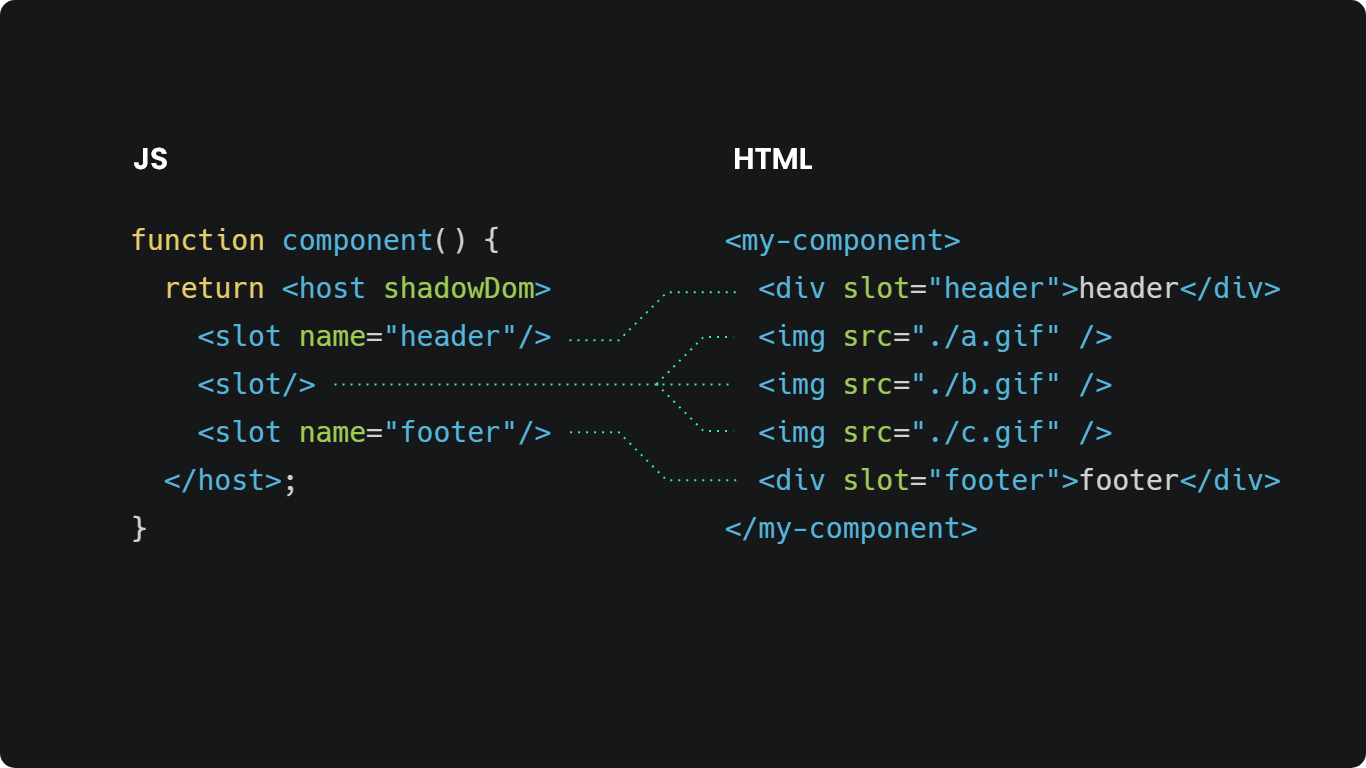 JS
function component() {
  return <host shadowDom>
    <slot name="header"/>
    <slot/>
    <slot name="footer"/>
  </host>;
}
HTML
<my-component>
  <div slot="header">header</div>
  <img src="./a.gif" />
  <img src="./b.gif" />
  <img src="./c.gif" />
  <div slot="footer">footer</div>
</my-component>